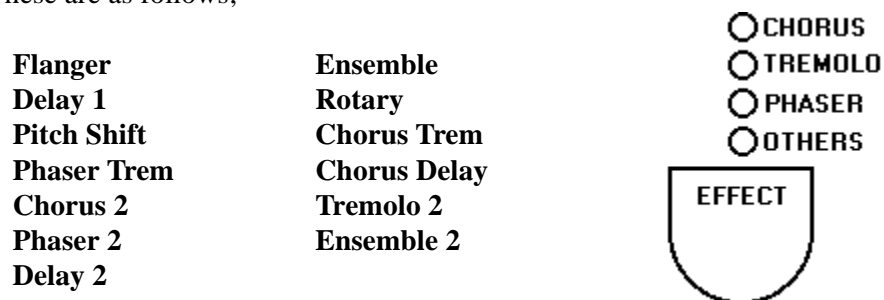 These are as follows;
Flanger
Delay 1
Pitch Shift
Phaser Trem
Chorus 2
Phaser 2
Delay 2
Ensemble
Rotary
Chorus Trem
Chorus Delay
Tremolo 2
Ensemble 2
CHORUS
TREMOLO
PHASER
OTHERS
EFFECT